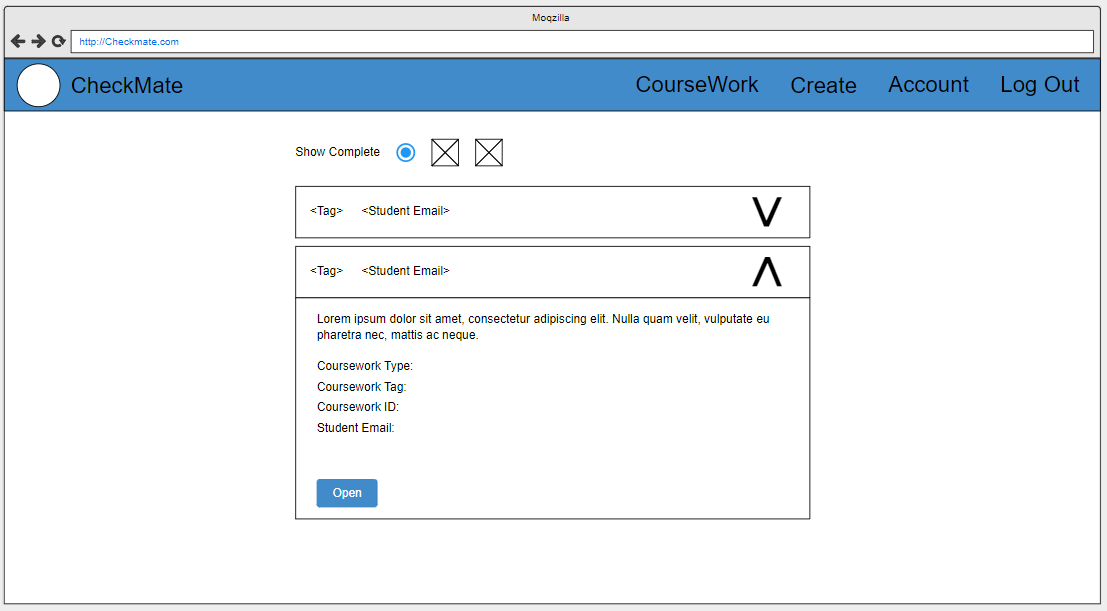 Moqzilla
http://Checkmate.com
CheckMate CourseWork Create Account Log Out
Show Complete
<Tag> <Student Email> V
<Tag> <Student Email> Λ
Lorem ipsum dolor sit amet, consectetur adipiscing elit. Nulla quam velit, vulputate eu
pharetra nec, mattis ac neque.
Coursework Type:
Coursework Tag:
Coursework ID:
Student Email:
Open